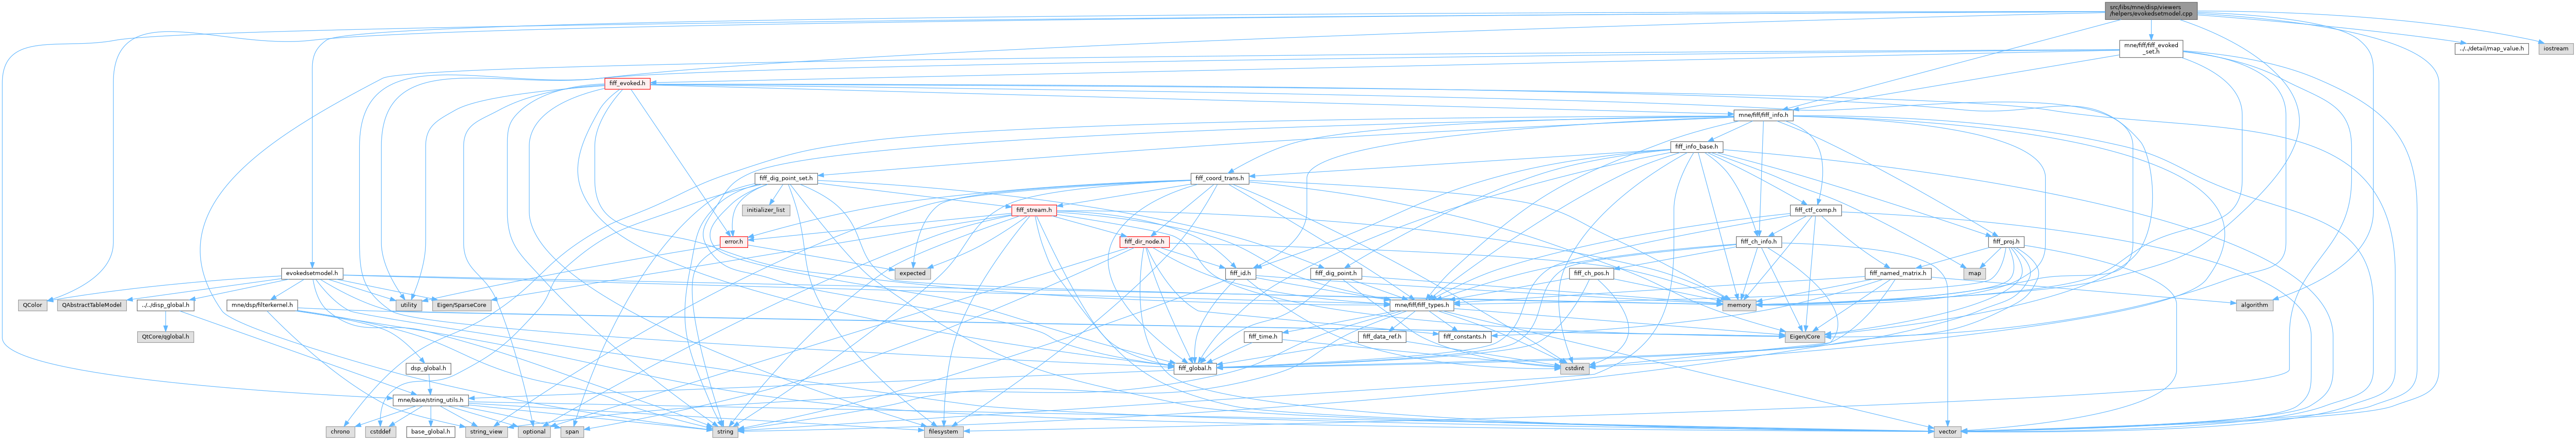 src/libs/mne/disp/viewers
/helpers/evokedsetmodel.cpp
mne/fiff/fiff_evoked
_set.h
../../detail/map_value.h
iostream
fiff_evoked.h
mne/fiff/fiff_info.h
fiff_info_base.h
fiff_dig_point_set.h
fiff_coord_trans.h
initializer_list
fiff_stream.h
fiff_ctf_comp.h
error.h
fiff_dir_node.h
fiff_ch_info.h
fiff_proj.h
evokedsetmodel.h
expected
fiff_id.h
fiff_dig_point.h
fiff_ch_pos.h
fiff_named_matrix.h
map
QColor
QAbstractTableModel
../../disp_global.h
mne/dsp/filterkernel.h
utility
Eigen/SparseCore
mne/fiff/fiff_types.h
memory
algorithm
QtCore/qglobal.h
fiff_time.h
fiff_data_ref.h
fiff_constants.h
Eigen/Core
dsp_global.h
fiff_global.h
cstdint
mne/base/string_utils.h
chrono
cstddef
base_global.h
string_view
optional
span
string
filesystem
vector